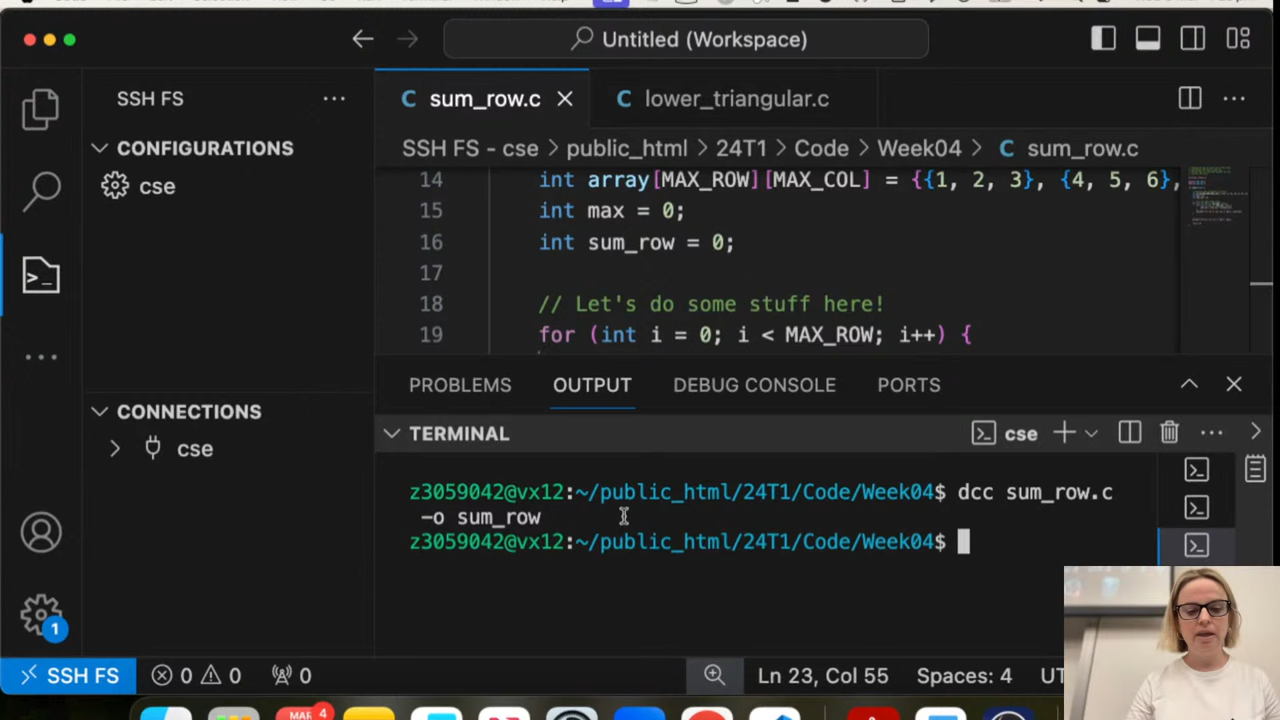 Untitled (Workspace)
SSH FS
CONFIGURATIONS
cse
CONNECTIONS
cse
sum_row.c
lower_triangular.c
SSH FS - cse > public_html > 24T1 > Code > Week04 > C sum_row.c
14 int array[MAX_ROW][MAX_COL] = {{1, 2, 3}, {4, 5, 6},
15 int max = 0;
16 int sum_row = 0;
17
18 // Let's do some stuff here!
19 for (int i = 0; i < MAX_ROW; i++) {
PROBLEMS OUTPUT DEBUG CONSOLE PORTS
TERMINAL
cse
z3059042@vx12:~/public_html/24T1/Code/Week04$ dcc sum_row.c
-o sum_row
z3059042@vx12:~/public_html/24T1/Code/Week04$
1
SSH FS 0 0 0 Ln 23, Col 55 Spaces: 4 UT
MAR 4